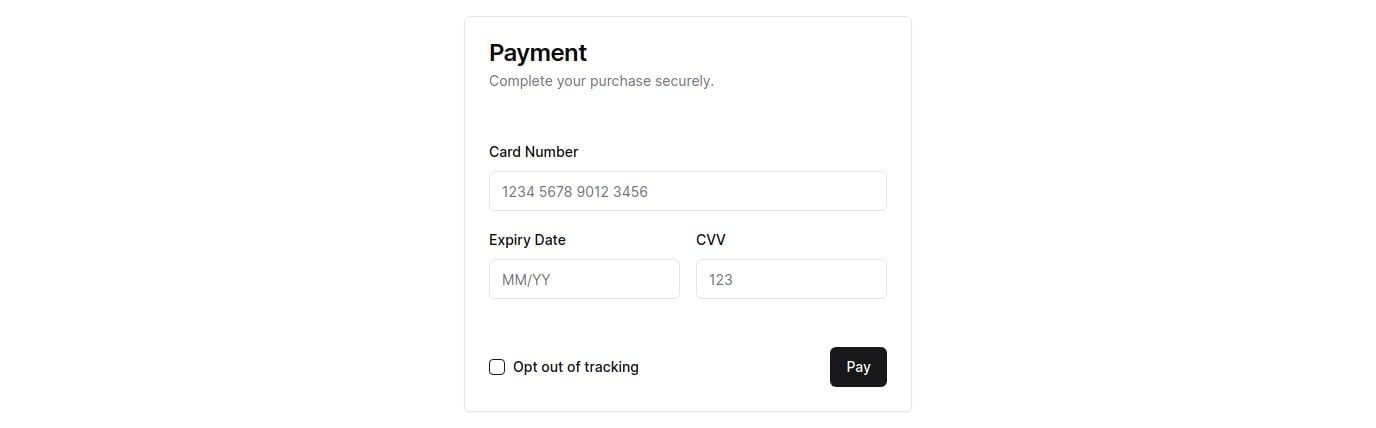 Payment
Complete your purchase securely.
Card Number
1234 5678 9012 3456
Expiry Date CVV
MM/YY 123
Opt out of tracking Pay